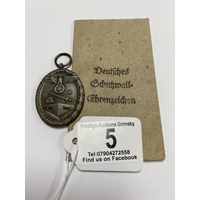 Deutsches
Schutzwall-
Ehrenzeichen
Prestige Auctions Grimsby
5
Tel:07904272558
Find us on Facebook